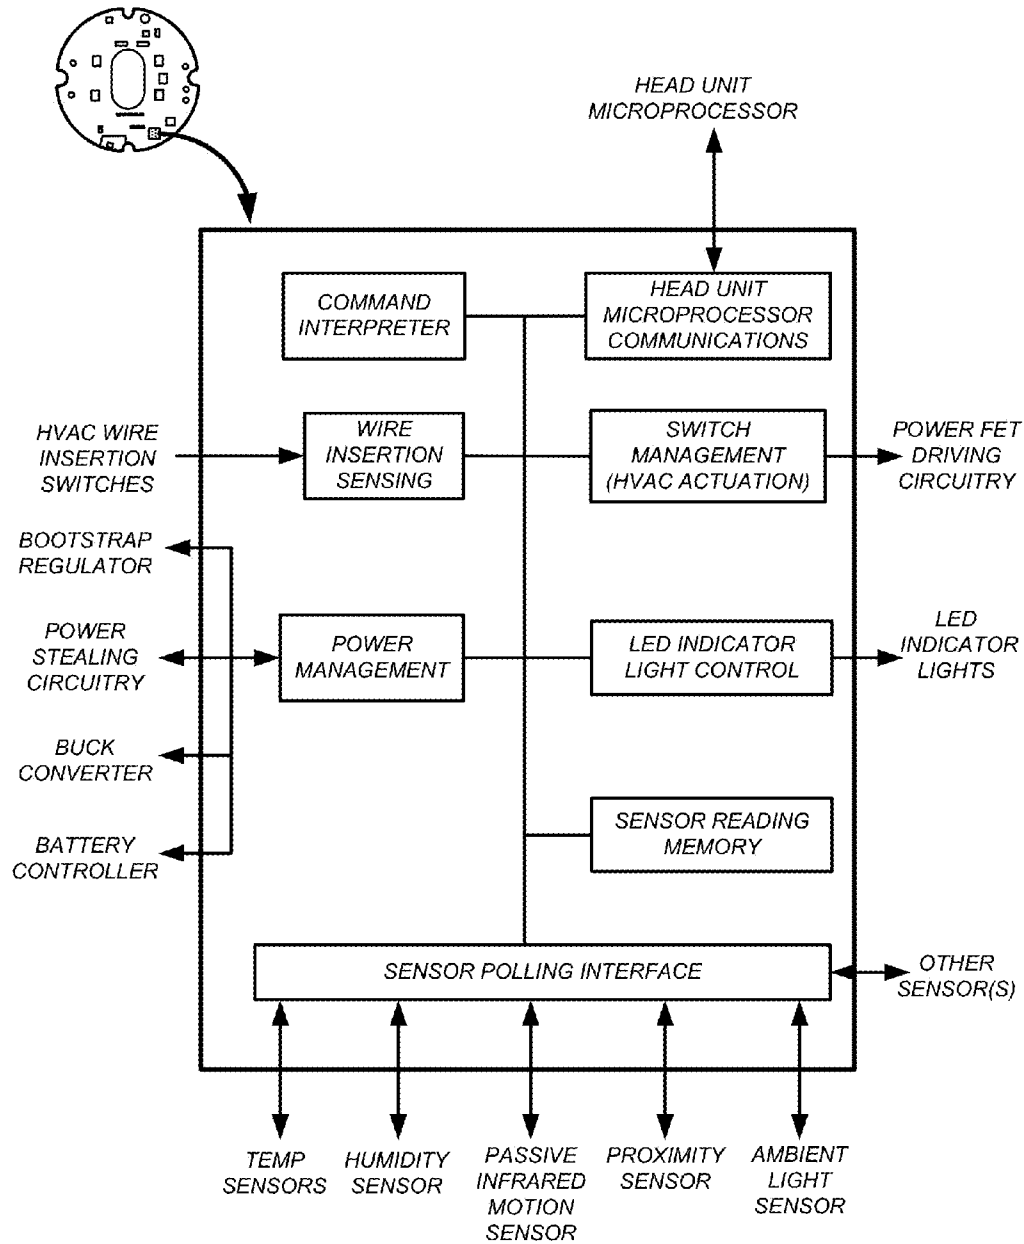 HEAD UNIT
MICROPROCESSOR
COMMAND
INTERPRETER
HEAD UNIT
MICROPROCESSOR
COMMUNICATIONS
HVAC WIRE
INSERTION
SWITCHES
WIRE
INSERTION
SENSING
SWITCH
MANAGEMENT
(HVAC ACTUATION)
POWER FET
DRIVING
CIRCUITRY
BOOTSTRAP
REGULATOR
POWER
STEALING
CIRCUITRY
POWER
MANAGEMENT
LED INDICATOR
LIGHT CONTROL
LED
INDICATOR
LIGHTS
BUCK
CONVERTER
BATTERY
CONTROLLER
SENSOR READING
MEMORY
SENSOR POLLING INTERFACE
OTHER
SENSOR(S)
TEMP
SENSORS
HUMIDITY
SENSOR
PASSIVE
INFRARED
MOTION
SENSOR
PROXIMITY
SENSOR
AMBIENT
LIGHT
SENSOR